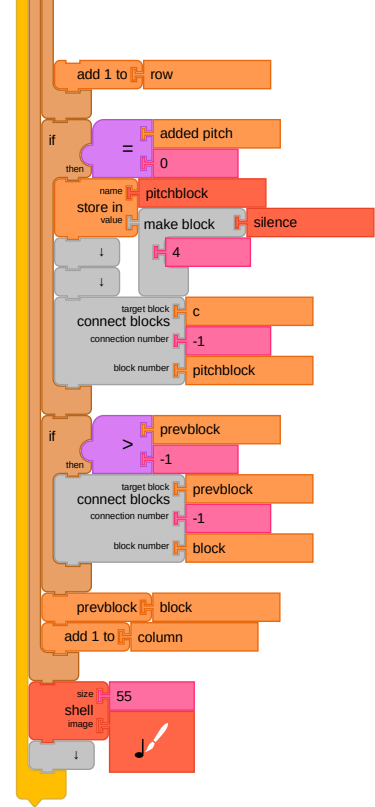 add 1 to row
if = added pitch
then 0
name pitchblock
store in
value make block silence
↓ 4
↓
target block c
connect blocks
connection number -1
block number pitchblock
if > prevblock
then -1
target block prevblock
connect blocks
connection number -1
block number block
prevblock block
add 1 to column
size 55
shell
image
↓